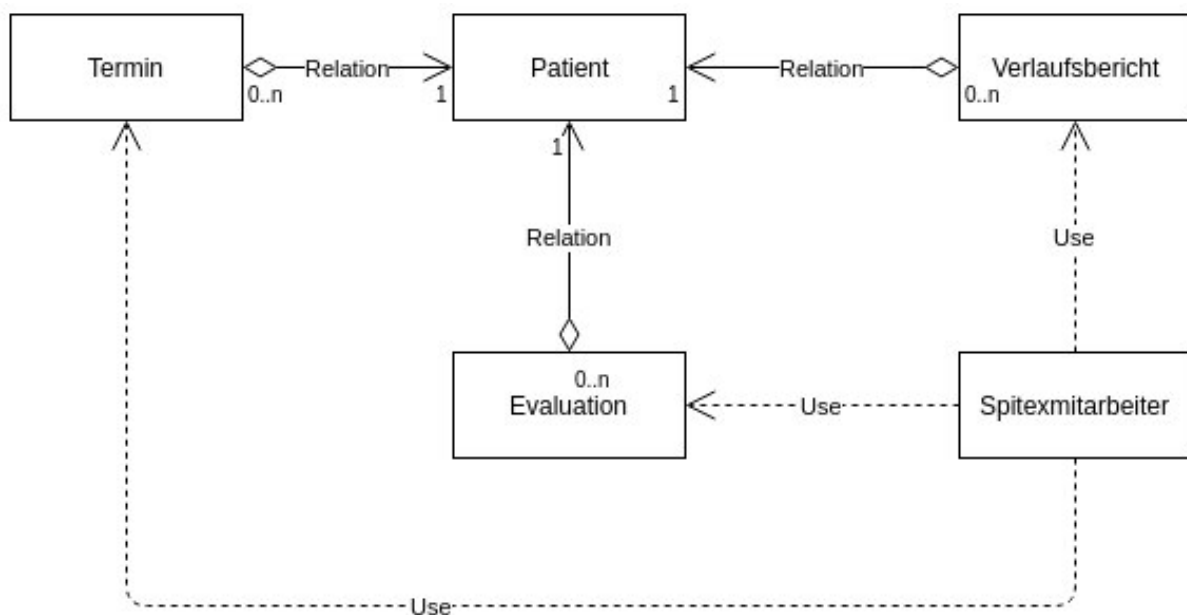 Termin
Relation
Patient
Relation
Verlaufsbericht
0..n
1
1
0..n
1
Relation
Use
0..n
Evaluation
Use
Spitexmitarbeiter
Use